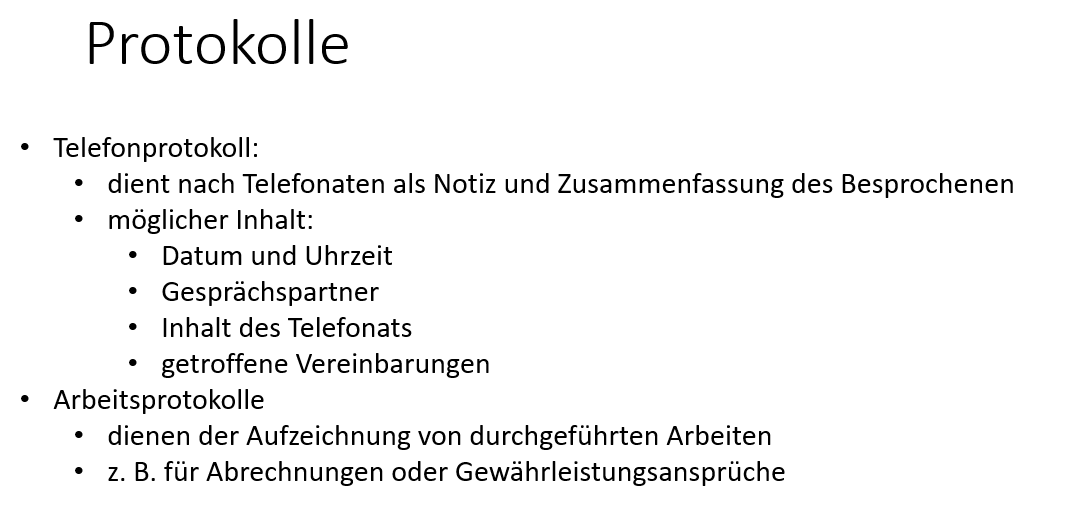 Protokolle
• Telefonprotokoll:
• dient nach Telefonaten als Notiz und Zusammenfassung des Besprochenen
• möglicher Inhalt:
• Datum und Uhrzeit
• Gesprächspartner
• Inhalt des Telefonats
• getroffene Vereinbarungen
• Arbeitsprotokolle
• dienen der Aufzeichnung von durchgeführten Arbeiten
• z. B. für Abrechnungen oder Gewährleistungsansprüche